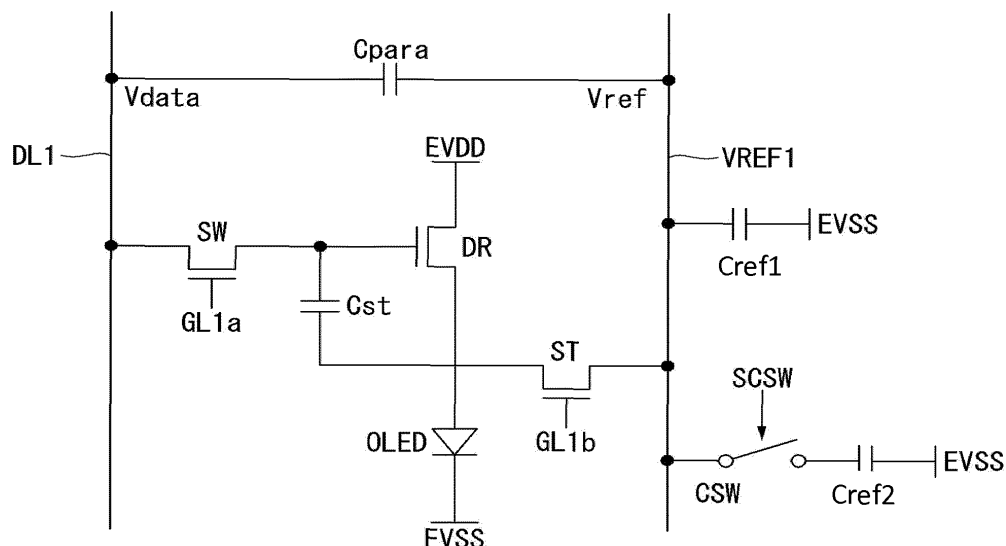 Cpara
Vdata
Vref
DL1
EVDD
VREF1
SW
DR
EVSS
Cref1
Cst
GL1a
ST
SCSW
OLED
GL1b
EVSS
CSW
Cref2
EVSS